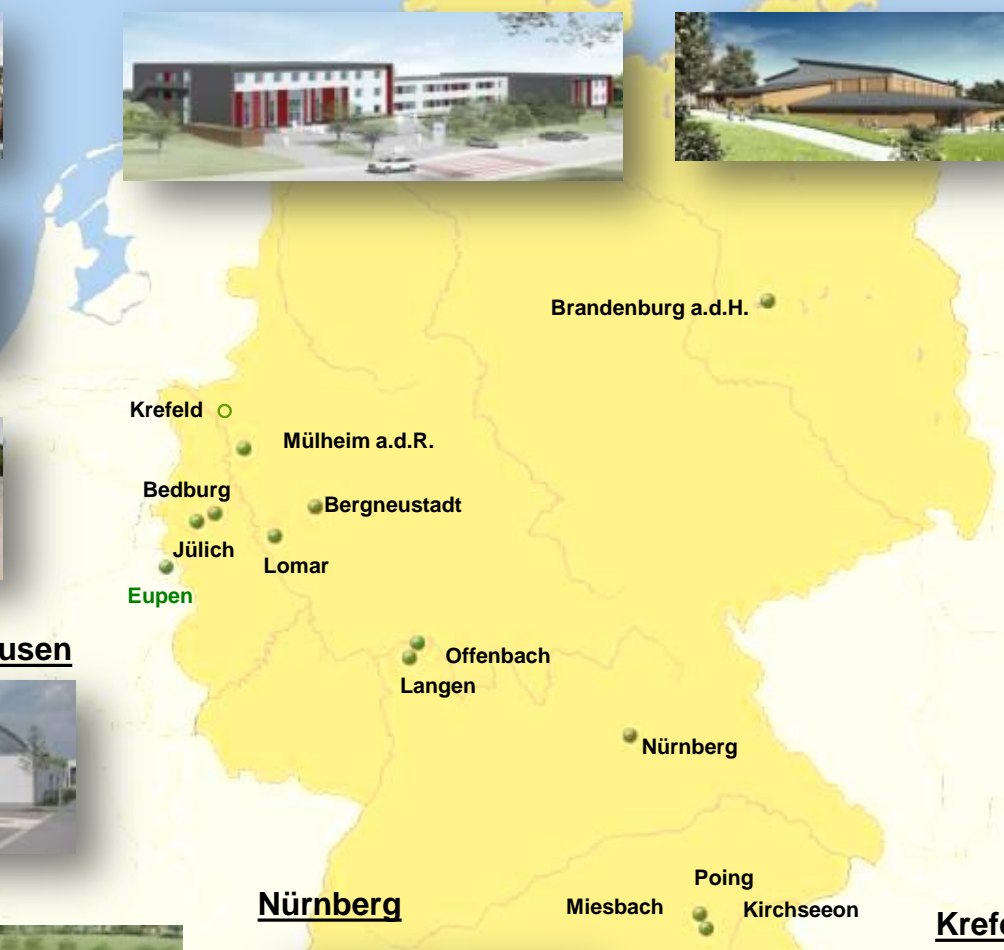 Brandenburg a.d.H.
Krefeld
Mülheim a.d.R.
Bedburg
Bergneustadt
Jülich
Lomar
Eupen
usen
Offenbach
Langen
Nürnberg
Poing
Nürnberg
Miesbach
Kirchseeon
Kref